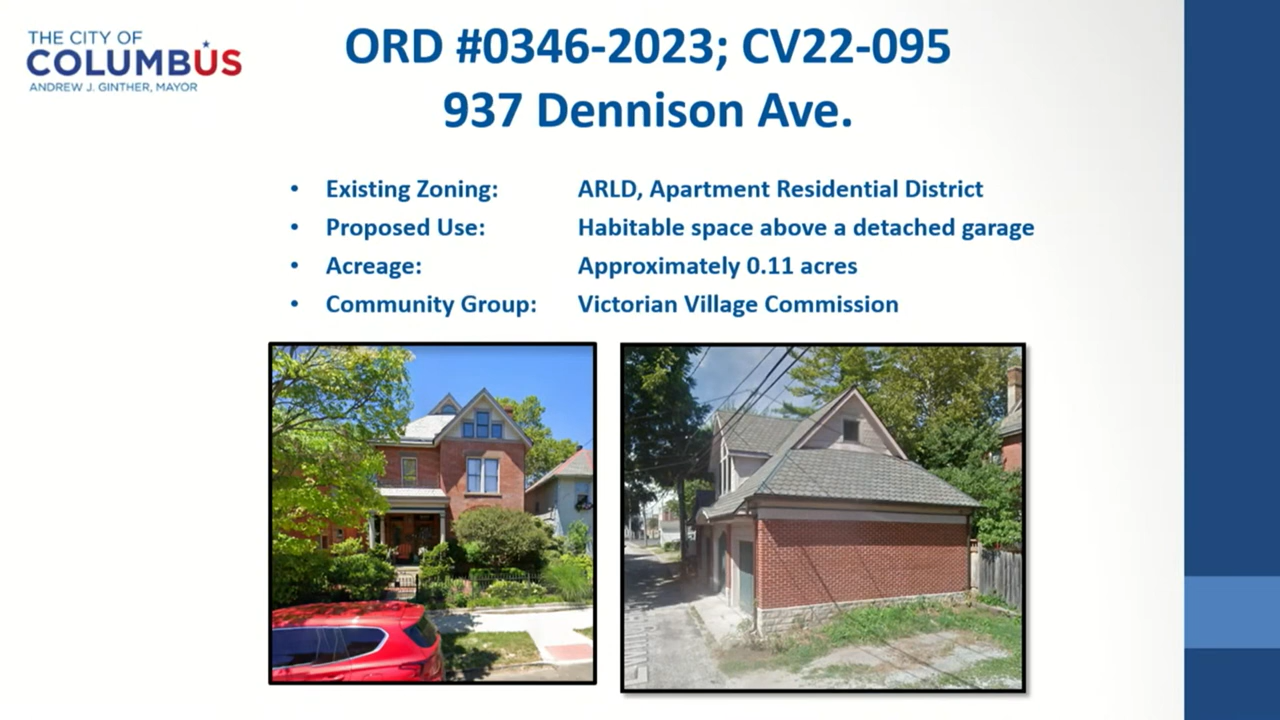 THE CITY OF
COLUMBUS
ANDREW J. GINTHER, MAYOR
ORD #0346-2023; CV22-095
937 Dennison Ave.
• Existing Zoning: ARLD, Apartment Residential District
• Proposed Use: Habitable space above a detached garage
• Acreage: Approximately 0.11 acres
• Community Group: Victorian Village Commission